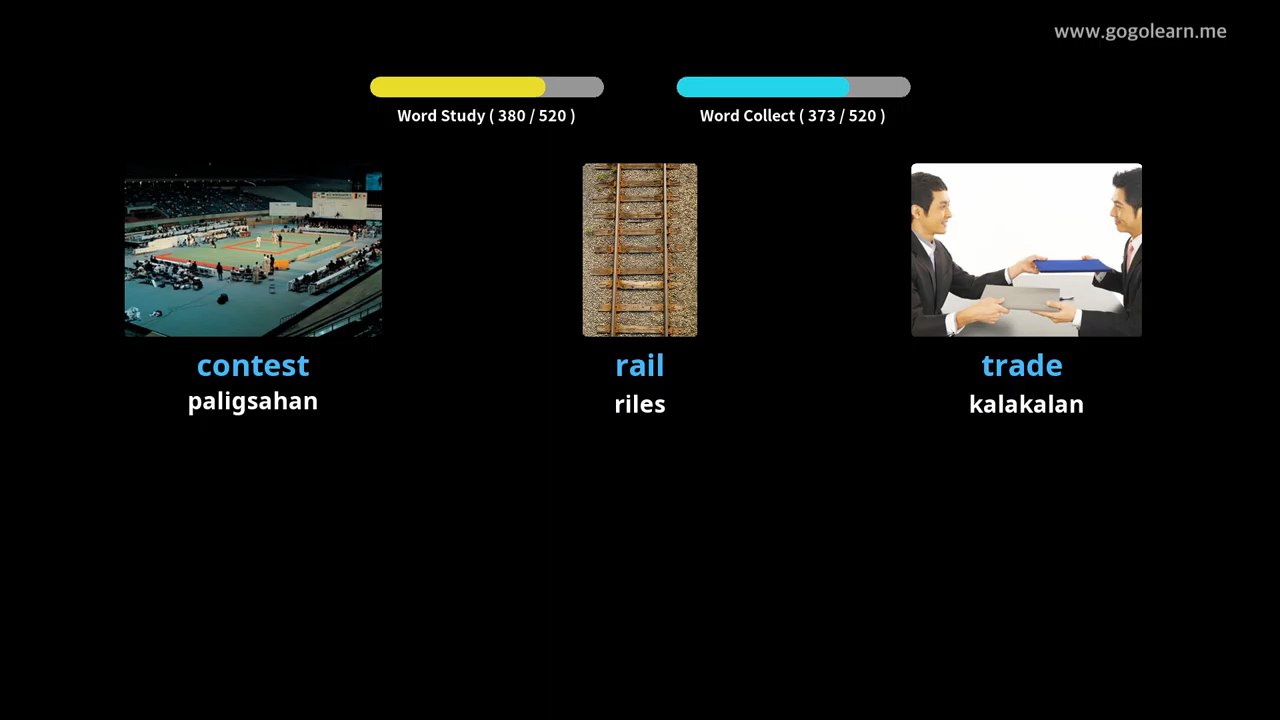 www.gogolearn.me
Word Study ( 380 / 520 )
Word Collect ( 373 / 520 )
contest
paligsahan
rail
riles
trade
kalakalan